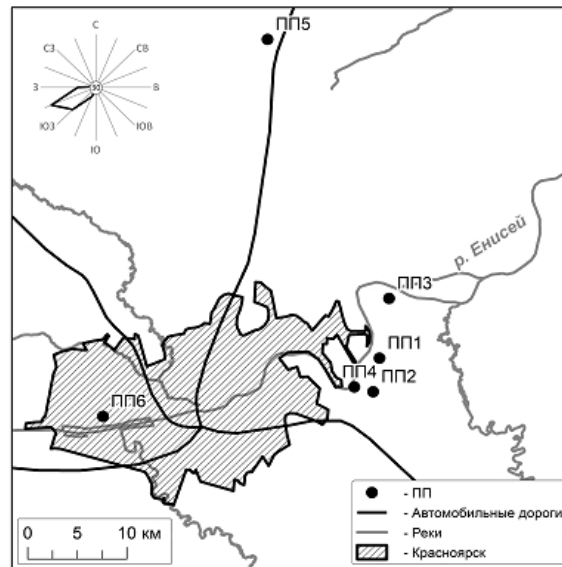 С
СЗ
СВ
З
30
В
ЮЗ
ЮВ
Ю
ПП5
р. Енисей
ПП3
ПП1
ПП4
ПП2
ПП6
- ПП
- Автомобильные дороги
- Реки
- Красноярск
0 5 10 км